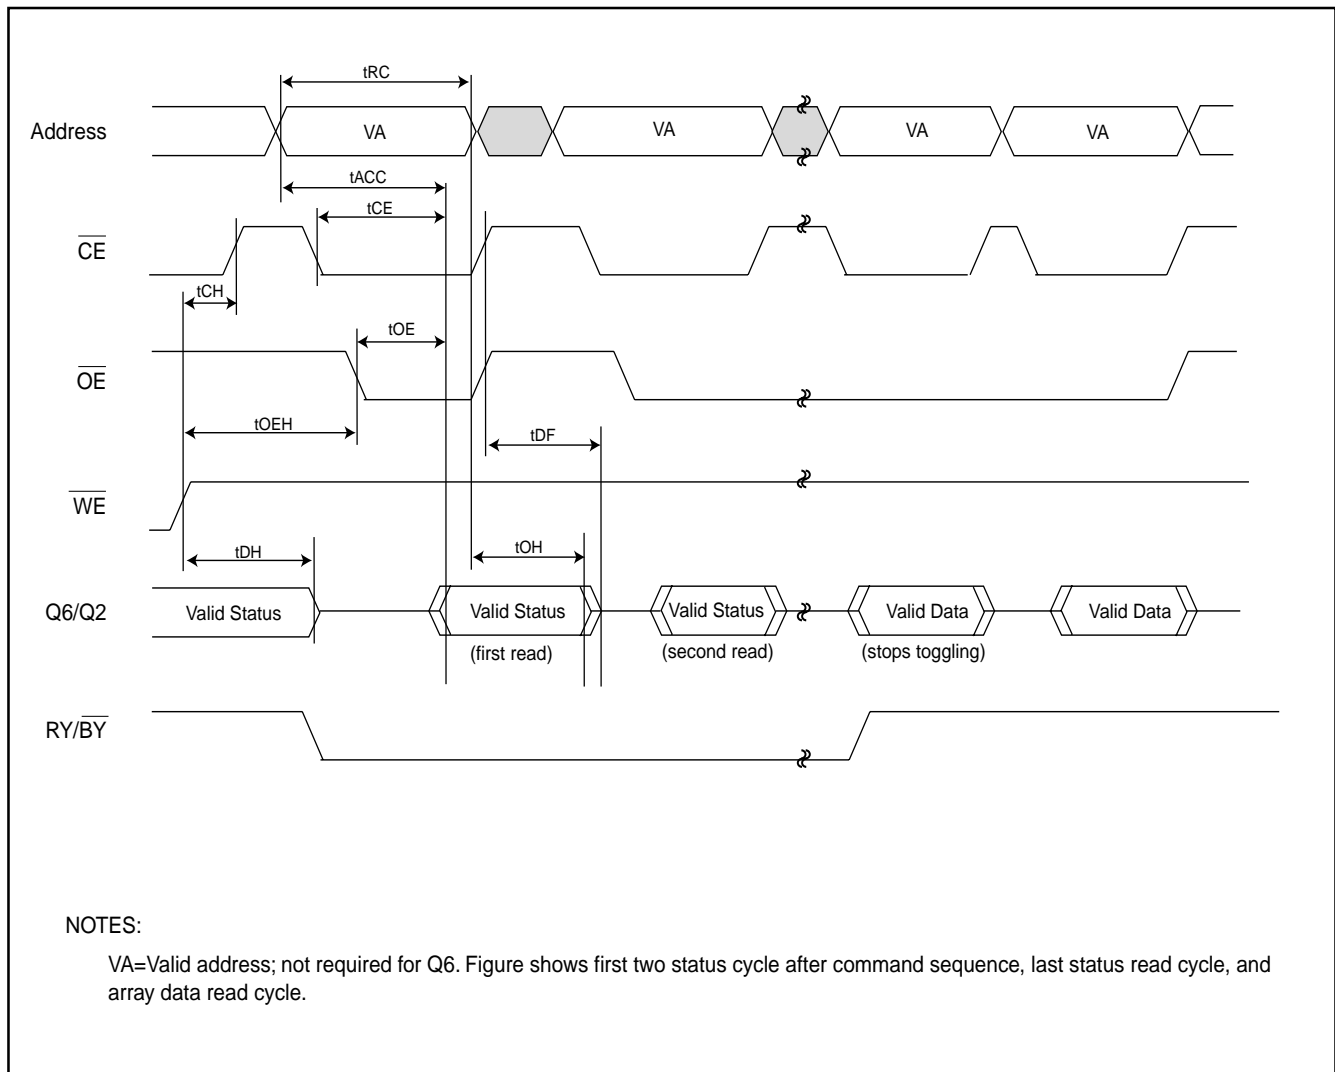 tRC
Address
VA
VA
VA
VA
tACC
tCE
CE
tCH
tOE
OE
tOEH
tDF
WE
tDH
tOH
Q6/Q2
Valid Status
Valid Status
Valid Status
Valid Data
Valid Data
(first read)
(second read)
(stops toggling)
RY/BY
NOTES:
VA=Valid address; not required for Q6. Figure shows first two status cycle after command sequence, last status read cycle, and
array data read cycle.